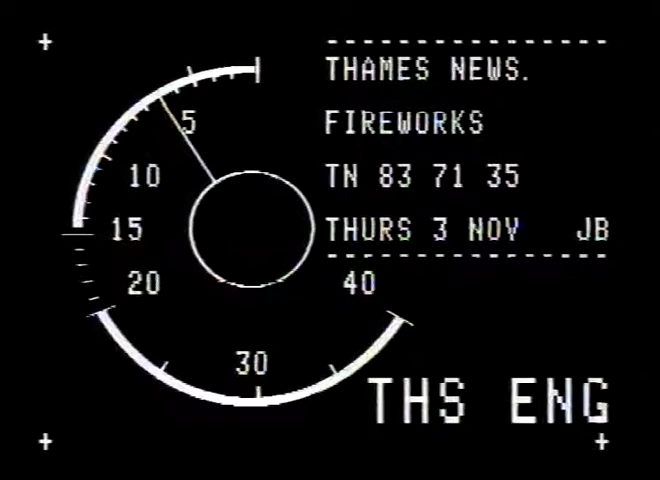 THAMES NEWS.
FIREWORKS
TN 83 71 35
THURS 3 NOV JB
5
10
15
20
30
40
THS ENG